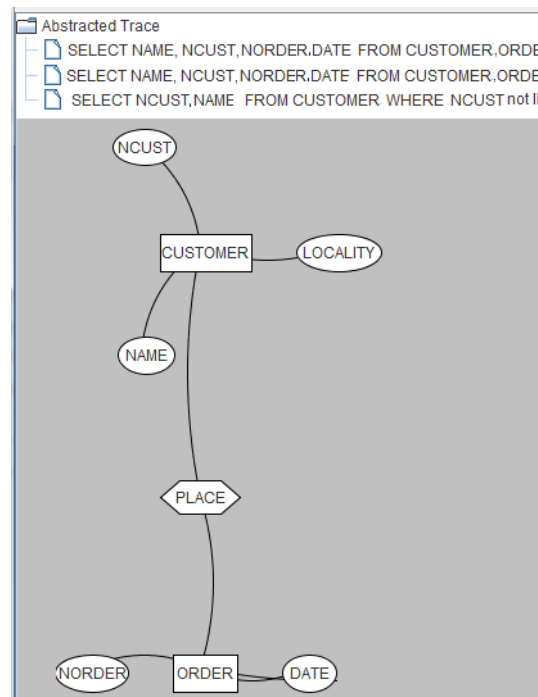 Abstracted Trace
SELECT NAME, NCUST,NORDER.DATE FROM CUSTOMER,ORDE
SELECT NAME, NCUST,NORDER.DATE FROM CUSTOMER,ORDE
SELECT NCUST,NAME FROM CUSTOMER WHERE NCUST not I
NCUST
CUSTOMER
LOCALITY
NAME
PLACE
NORDER
ORDER
DATE